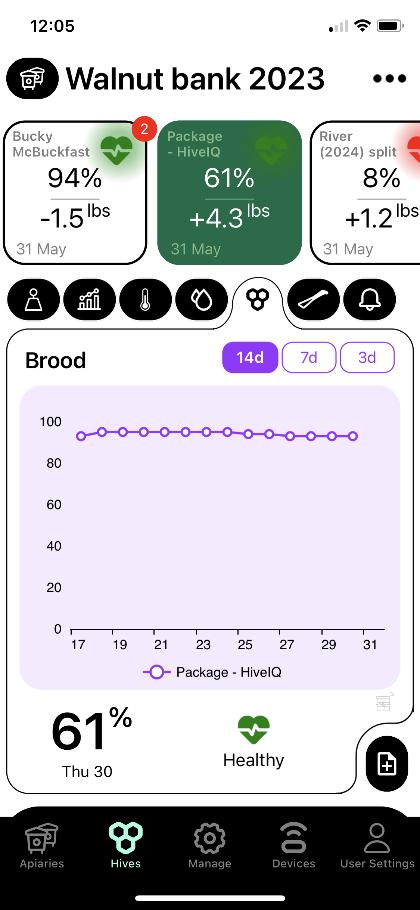 12:05
Walnut bank 2023
Bucky
McBuckfast
2
94%
-1.5 lbs
31 May
Package
- HiveIQ
61%
+4.3 lbs
31 May
River
(2024) split
8%
+1.2 lbs
31 May
Brood
14d
7d
3d
100
80
60
40
20
0
17 19 21 23 25 27 29 31
Package - HiveIQ
61%
Thu 30
Healthy
Apiaries
Hives
Manage
Devices
User Settings